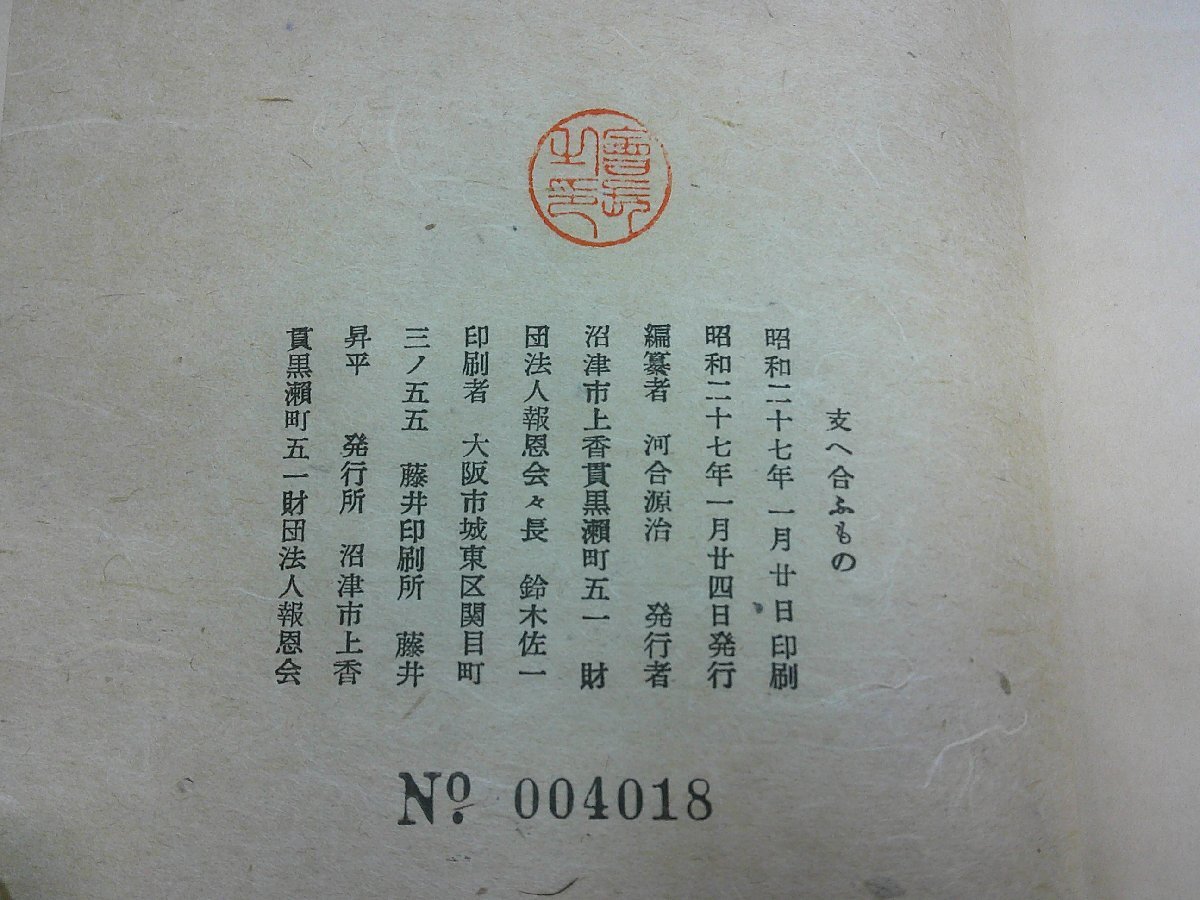 會長之印
支へ合ふもの
昭和二十七年一月廿日印刷
昭和二十七年一月廿四日発行
編纂者 河合源治 発行者
沼津市上香貫黒瀬町五一 財
団法人報恩会々長 鈴木佐一
印刷者 大阪市城東区関目町
三ノ五五 藤井印刷所 藤井
昇平 発行所 沼津市上香
貫黒瀬町五一財団法人報恩会
No. 004018